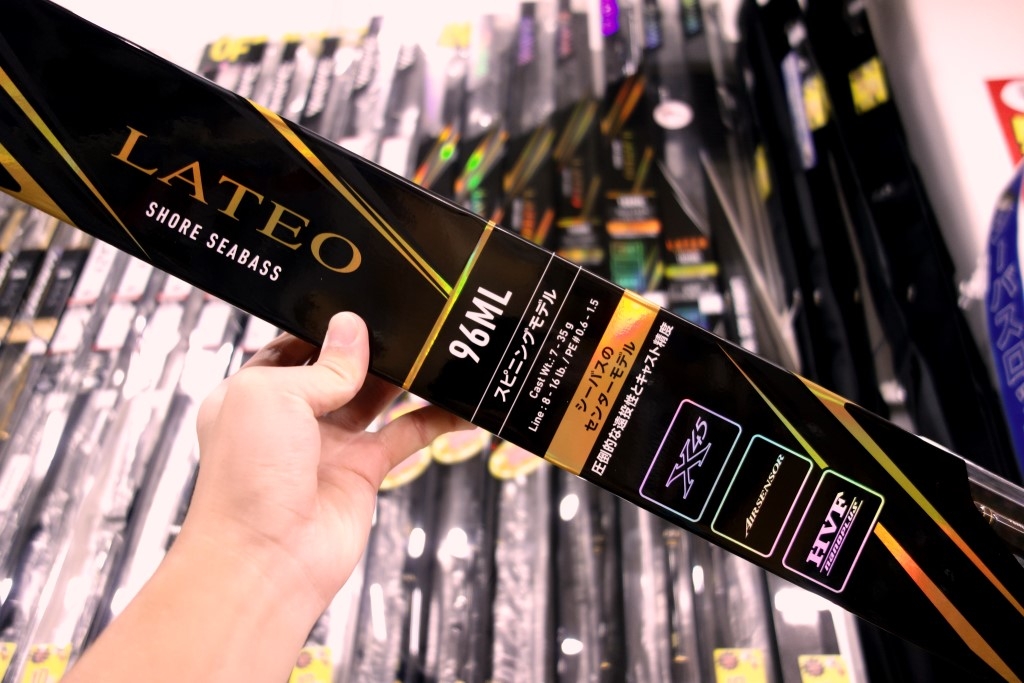 LATEO
SHORE SEABASS
96ML
スピニングモデル
Cast Wt.: 7 - 35 g
Line : 8 - 16 lb. / PE # 0.6 - 1.5
シーバスの
センターモデル
圧倒的な遠投性とキャスト精度
X45
AIRSENSOR
HVF
nanoplus